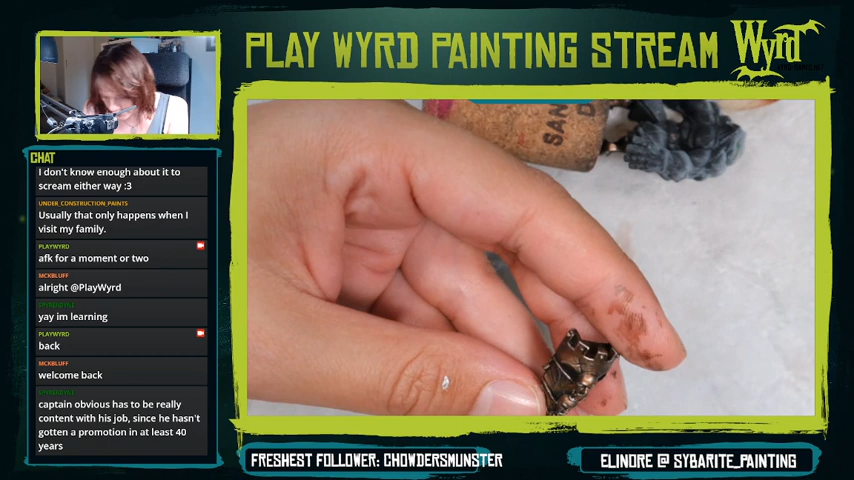 PLAY WYRD PAINTING STREAM
Wyrd
CHAT
I don't know enough about it to
scream either way :3
UNDER_CONSTRUCTION_PAINTS
Usually that only happens when I
visit my family.
PLAYWYRD
afk for a moment or two
MCKBLUFF
alright @PlayWyrd
yay im learning
PLAYWYRD
back
MCKBLUFF
welcome back
captain obvious has to be really
content with his job, since he hasn't
gotten a promotion in at least 40
years
SAN
D
FRESHEST FOLLOWER: CHOWDERSMUNSTER
ELINORE @ SYBARITE_PAINTING